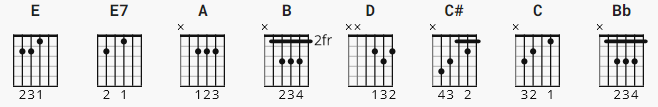 E E7 A B D C# C Bb
× × ×× × × ×
2fr
231 2 1 123 234 132 43 2 32 1 234